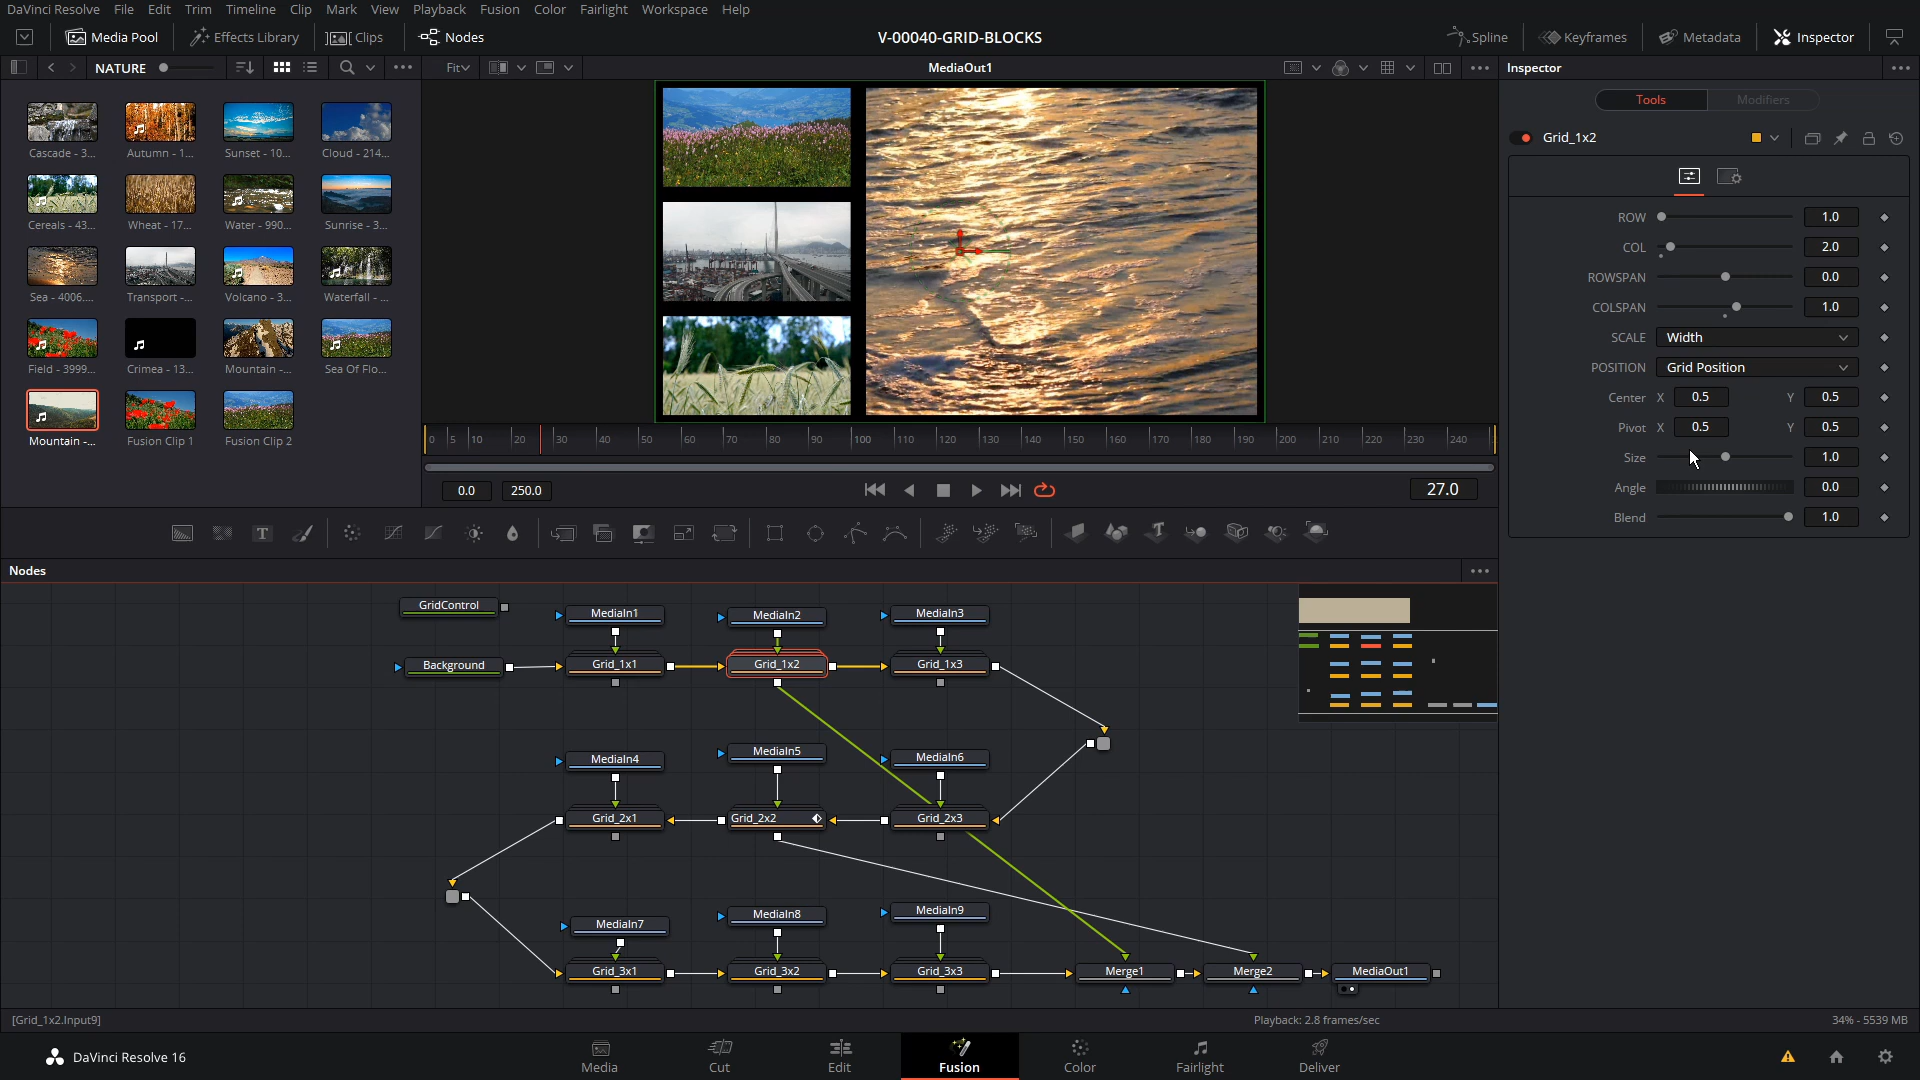 DaVinci Resolve File Edit Trim Timeline Clip Mark View Playback Fusion Color Fairlight Workspace Help
Media Pool Effects Library Clips Nodes V-00040-GRID-BLOCKS Spline Keyframes Metadata Inspector
NATURE Fit MediaOut1 Inspector
Tools Modifiers
Grid_1x2
Cascade - 3... Autumn - 1... Sunset - 10... Cloud - 214...
Cereals - 43... Wheat - 17... Water - 990... Sunrise - 3...
Sea - 4006.... Transport -... Volcano - 3... Waterfall - ...
Field - 3999... Crimea - 13... Mountain -... Sea Of Flo...
Mountain -... Fusion Clip 1 Fusion Clip 2
ROW 1.0
COL 2.0
ROWSPAN 0.0
COLSPAN 1.0
SCALE Width
POSITION Grid Position
Center X 0.5 Y 0.5
Pivot X 0.5 Y 0.5
Size 1.0
Angle 0.0
Blend 1.0
0 5 10 20 30 40 50 60 70 80 90 100 110 120 130 140 150 160 170 180 190 200 210 220 230 240
0.0 250.0 27.0
T
Nodes
GridControl MediaIn1 MediaIn2 MediaIn3
Background Grid_1x1 Grid_1x2 Grid_1x3
MediaIn4 MediaIn5 MediaIn6
Grid_2x1 Grid_2x2 Grid_2x3
MediaIn7 MediaIn8 MediaIn9
Grid_3x1 Grid_3x2 Grid_3x3 Merge1 Merge2 MediaOut1
[Grid_1x2.Input9] Playback: 2.8 frames/sec 34% - 5539 MB
DaVinci Resolve 16 Media Cut Edit Fusion Color Fairlight Deliver